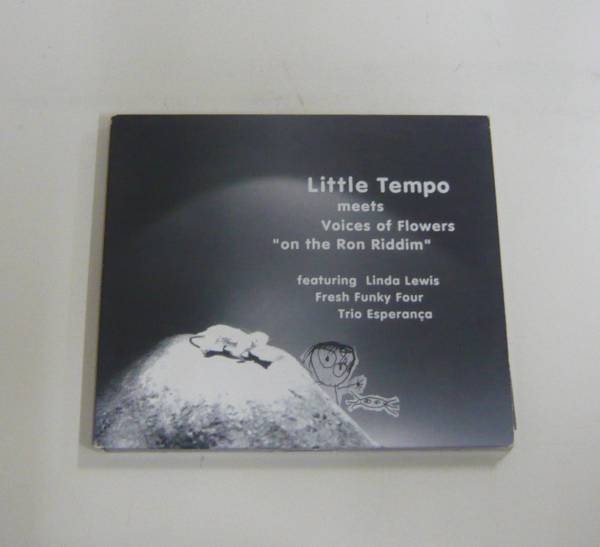 Little Tempo
meets
Voices of Flowers
"on the Ron Riddim"
featuring Linda Lewis
Fresh Funky Four
Trio Esperança